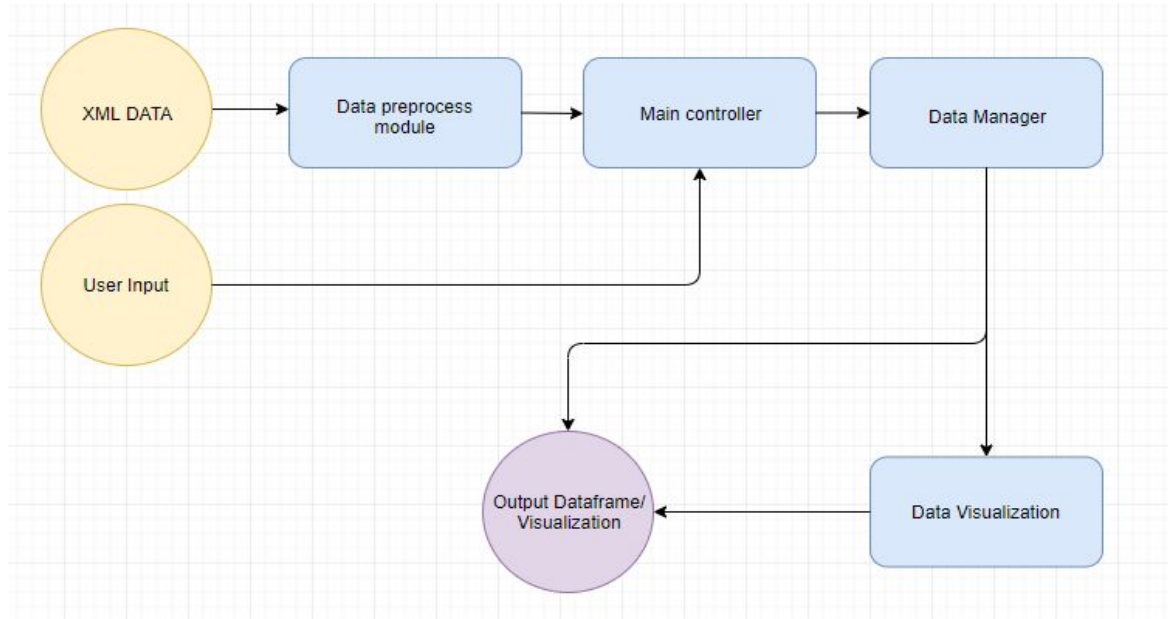 XML DATA
Data preprocess
module
Main controller
Data Manager
User Input
Output Dataframe/
Visualization
Data Visualization